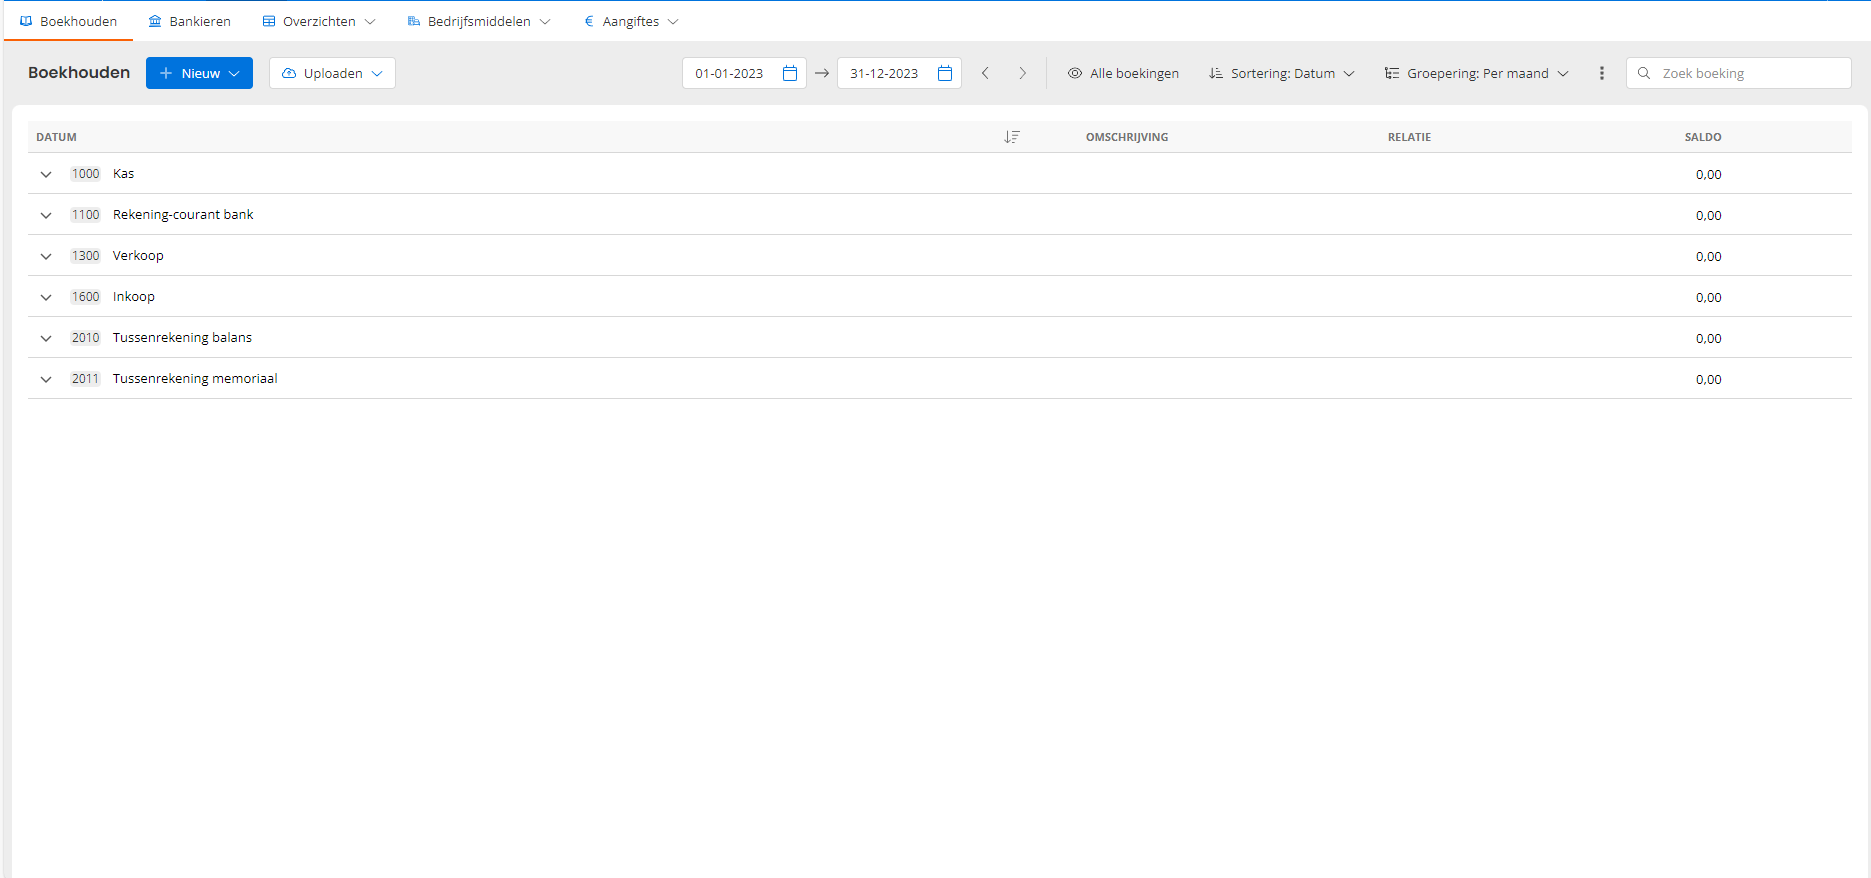 Boekhouden Bankieren Overzichten Bedrijfsmiddelen € Aangiftes
Boekhouden Nieuw Uploaden 01-01-2023 31-12-2023 Alle boekingen Sortering: Datum Groepering: Per maand Zoek boeking
DATUM OMSCHRIJVING RELATIE SALDO
1000 Kas 0,00
1100 Rekening-courant bank 0,00
1300 Verkoop 0,00
1600 Inkoop 0,00
2010 Tussenrekening balans 0,00
2011 Tussenrekening memoriaal 0,00